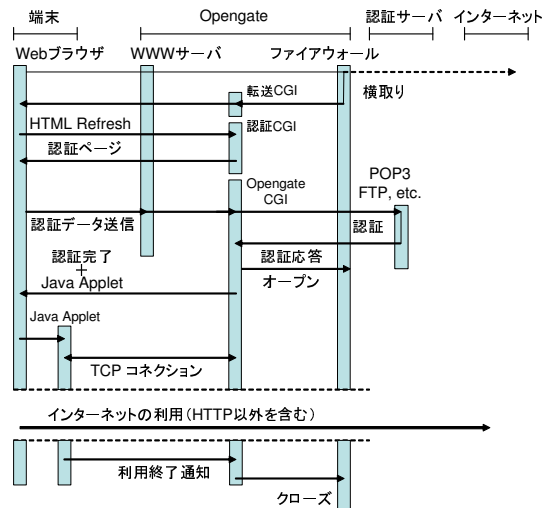 端末
Opengate
認証サーバ
インターネット
Webブラウザ
WWWサーバ
ファイアウォール
横取り
転送CGI
HTML Refresh
認証CGI
認証ページ
Opengate
CGI
POP3
FTP, etc.
認証データ送信
認証
認証完了
+
Java Applet
認証応答
オープン
Java Applet
TCP コネクション
インターネットの利用(HTTP以外を含む)
利用終了通知
クローズ